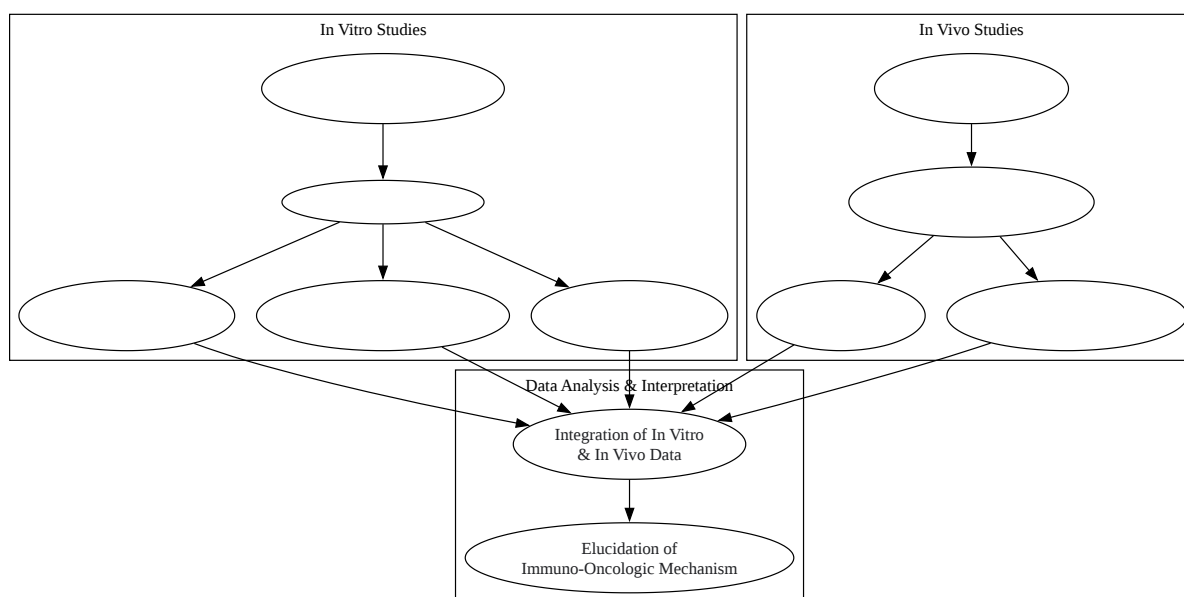 In Vitro Studies
In Vivo Studies
Data Analysis & Interpretation
Integration of In Vitro
& In Vivo Data
Elucidation of
Immuno-Oncologic Mechanism